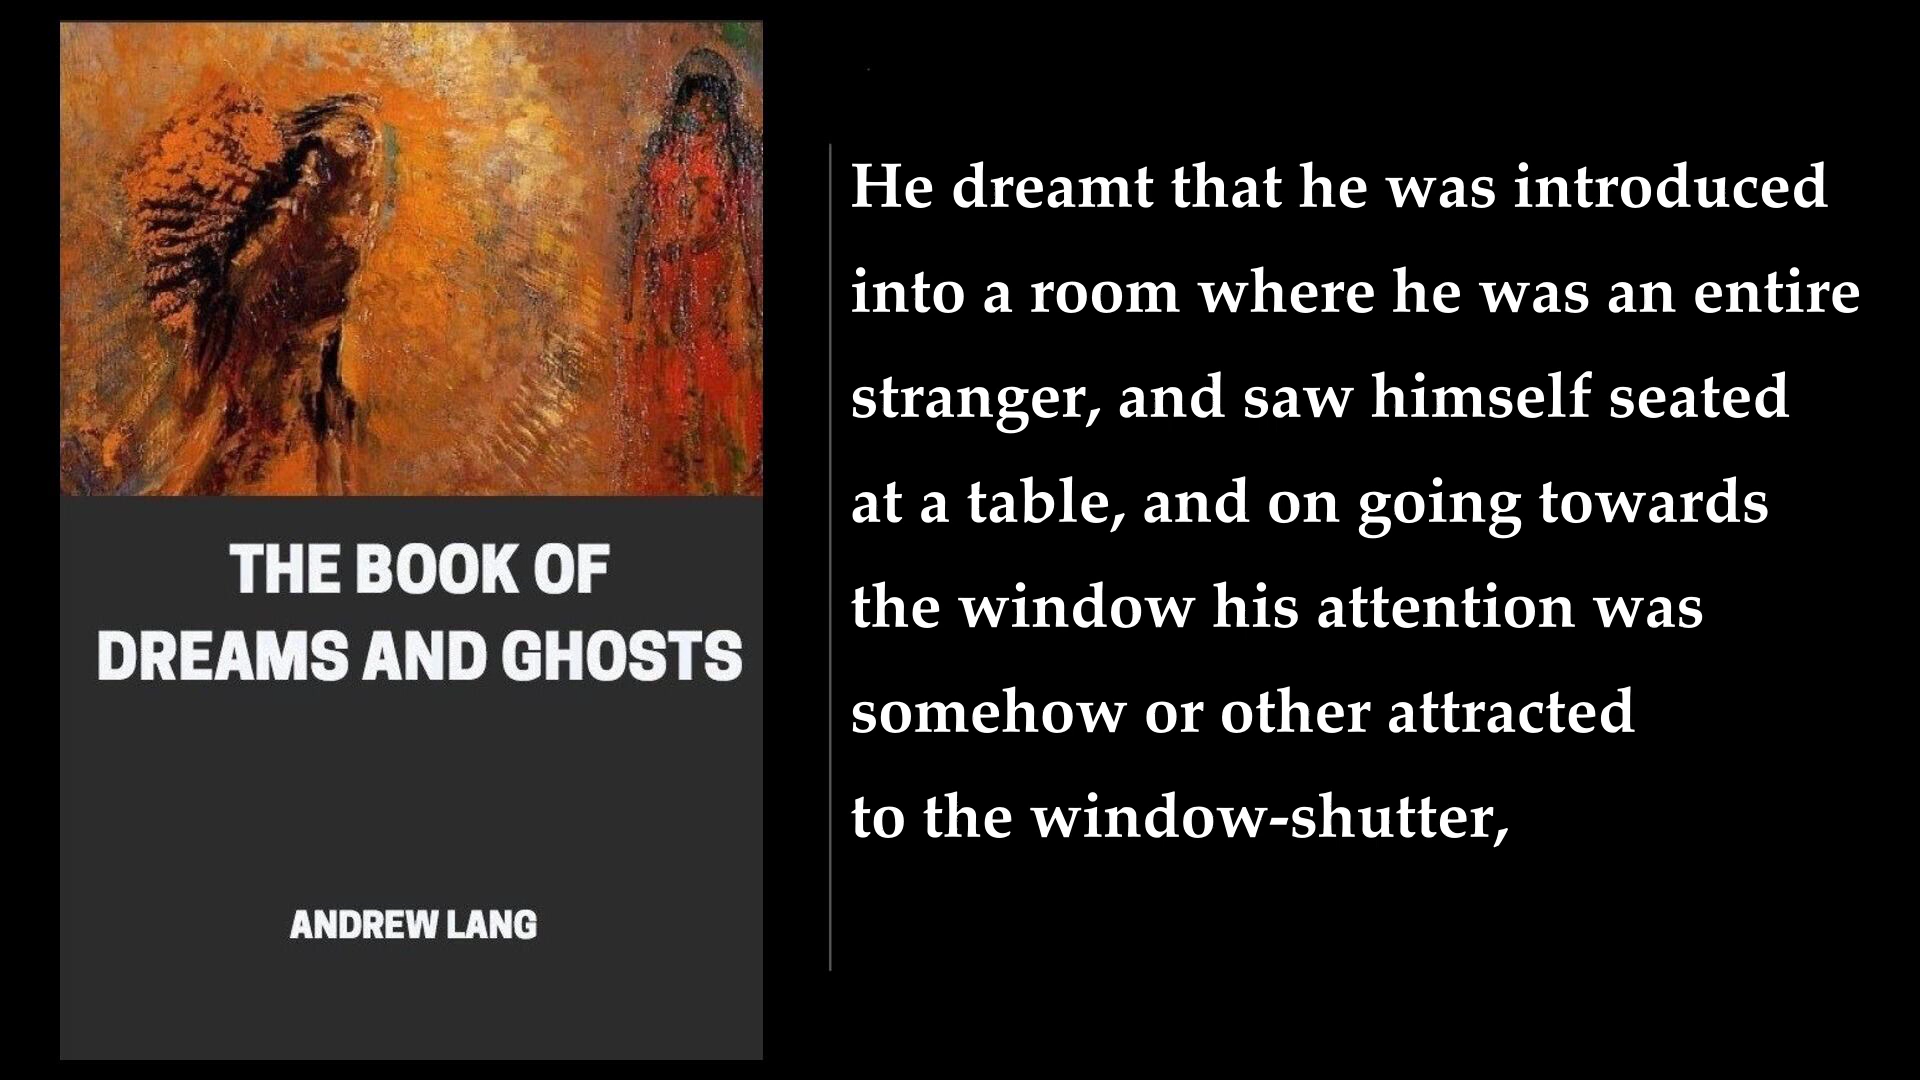 THE BOOK OF
DREAMS AND GHOSTS
ANDREW LANG
He dreamt that he was introduced
into a room where he was an entire
stranger, and saw himself seated
at a table, and on going towards
the window his attention was
somehow or other attracted
to the window-shutter,